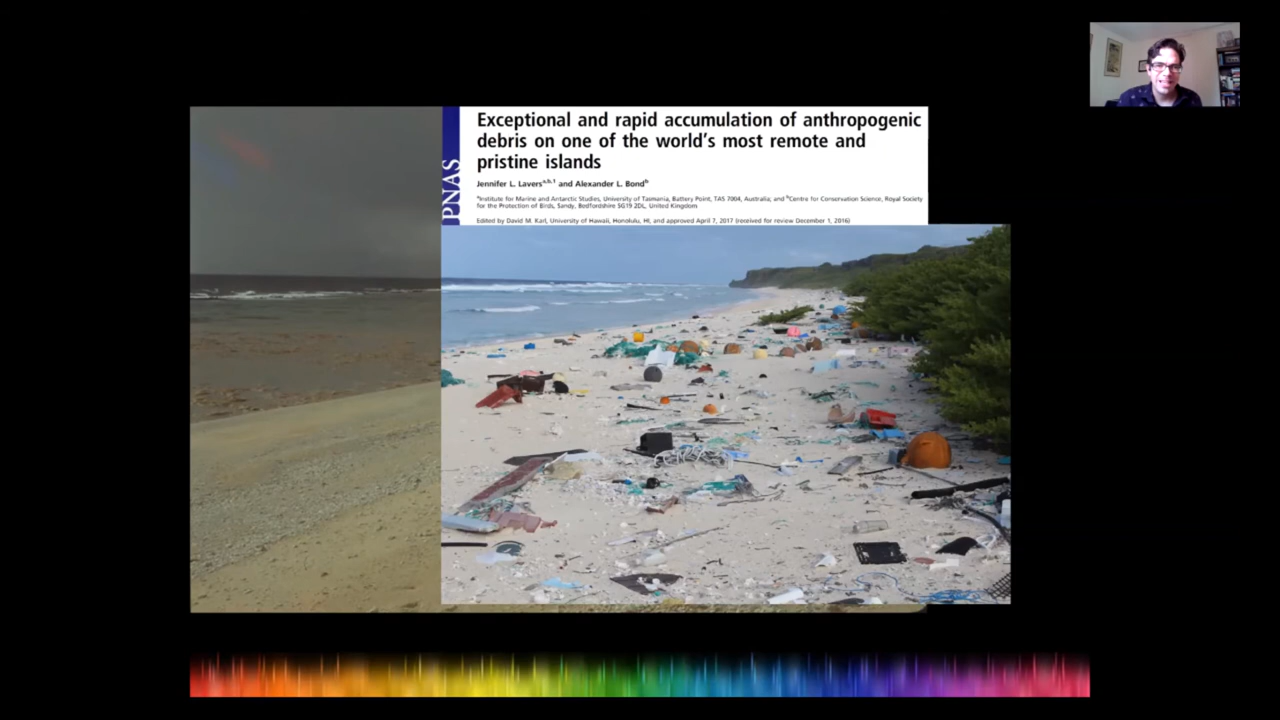 PNAS
Exceptional and rapid accumulation of anthropogenic
debris on one of the world's most remote and
pristine islands
Jennifer L. Lavers^a,b,1 and Alexander L. Bond^b
^aInstitute for Marine and Antarctic Studies, University of Tasmania, Battery Point, TAS 7004, Australia; and ^bCentre for Conservation Science, Royal Society
for the Protection of Birds, Sandy, Bedfordshire SG19 2DL, United Kingdom
Edited by David M. Karl, University of Hawaii, Honolulu, HI, and approved April 7, 2017 (received for review December 1, 2016)